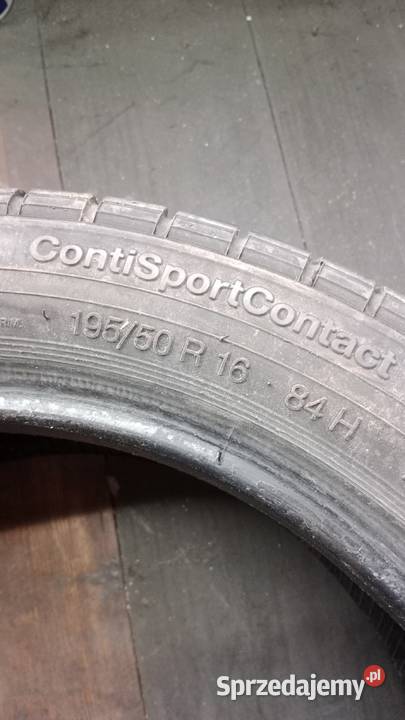 ContiSportContact
195/50 R 16 84 H
Sprzedajemy.pl